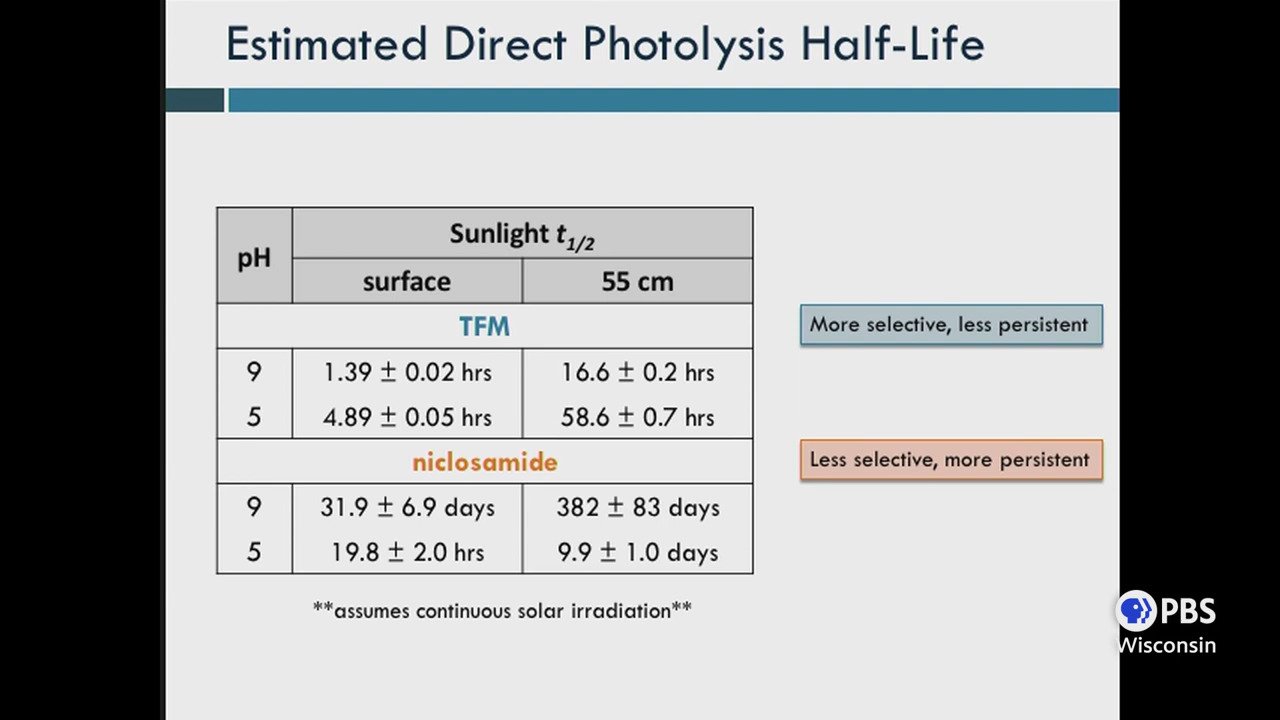 Estimated Direct Photolysis Half-Life
pH
Sunlight t1/2
surface 55 cm
TFM
More selective, less persistent
9 1.39 ± 0.02 hrs 16.6 ± 0.2 hrs
5 4.89 ± 0.05 hrs 58.6 ± 0.7 hrs
niclosamide
Less selective, more persistent
9 31.9 ± 6.9 days 382 ± 83 days
5 19.8 ± 2.0 hrs 9.9 ± 1.0 days
**assumes continuous solar irradiation**
PBS
Wisconsin